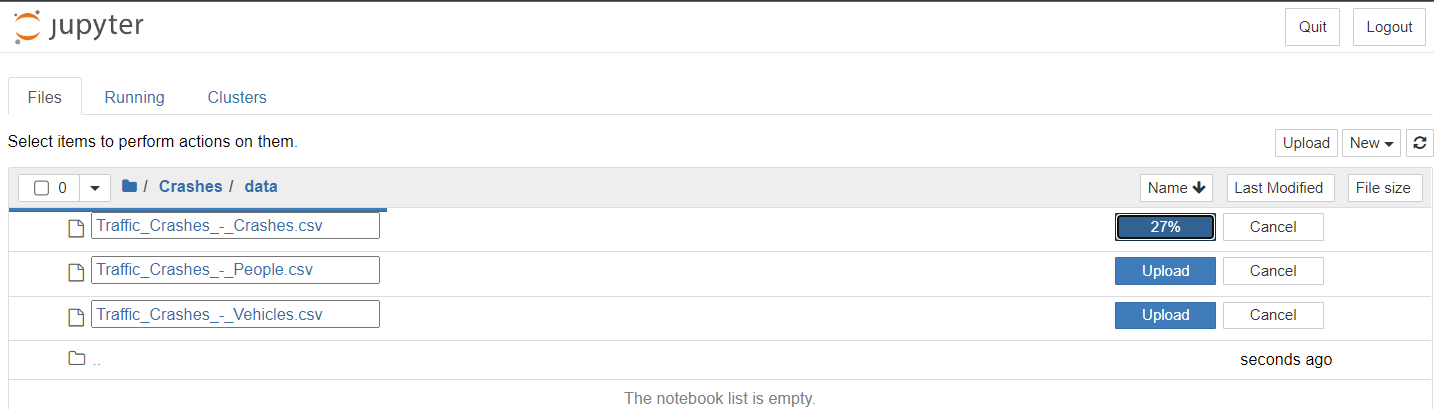 jupyter Quit Logout
Files Running Clusters
Select items to perform actions on them. Upload New
0 / Crashes / data Name Last Modified File size
Traffic_Crashes_-_Crashes.csv 27% Cancel
Traffic_Crashes_-_People.csv Upload Cancel
Traffic_Crashes_-_Vehicles.csv Upload Cancel
.. seconds ago
The notebook list is empty.